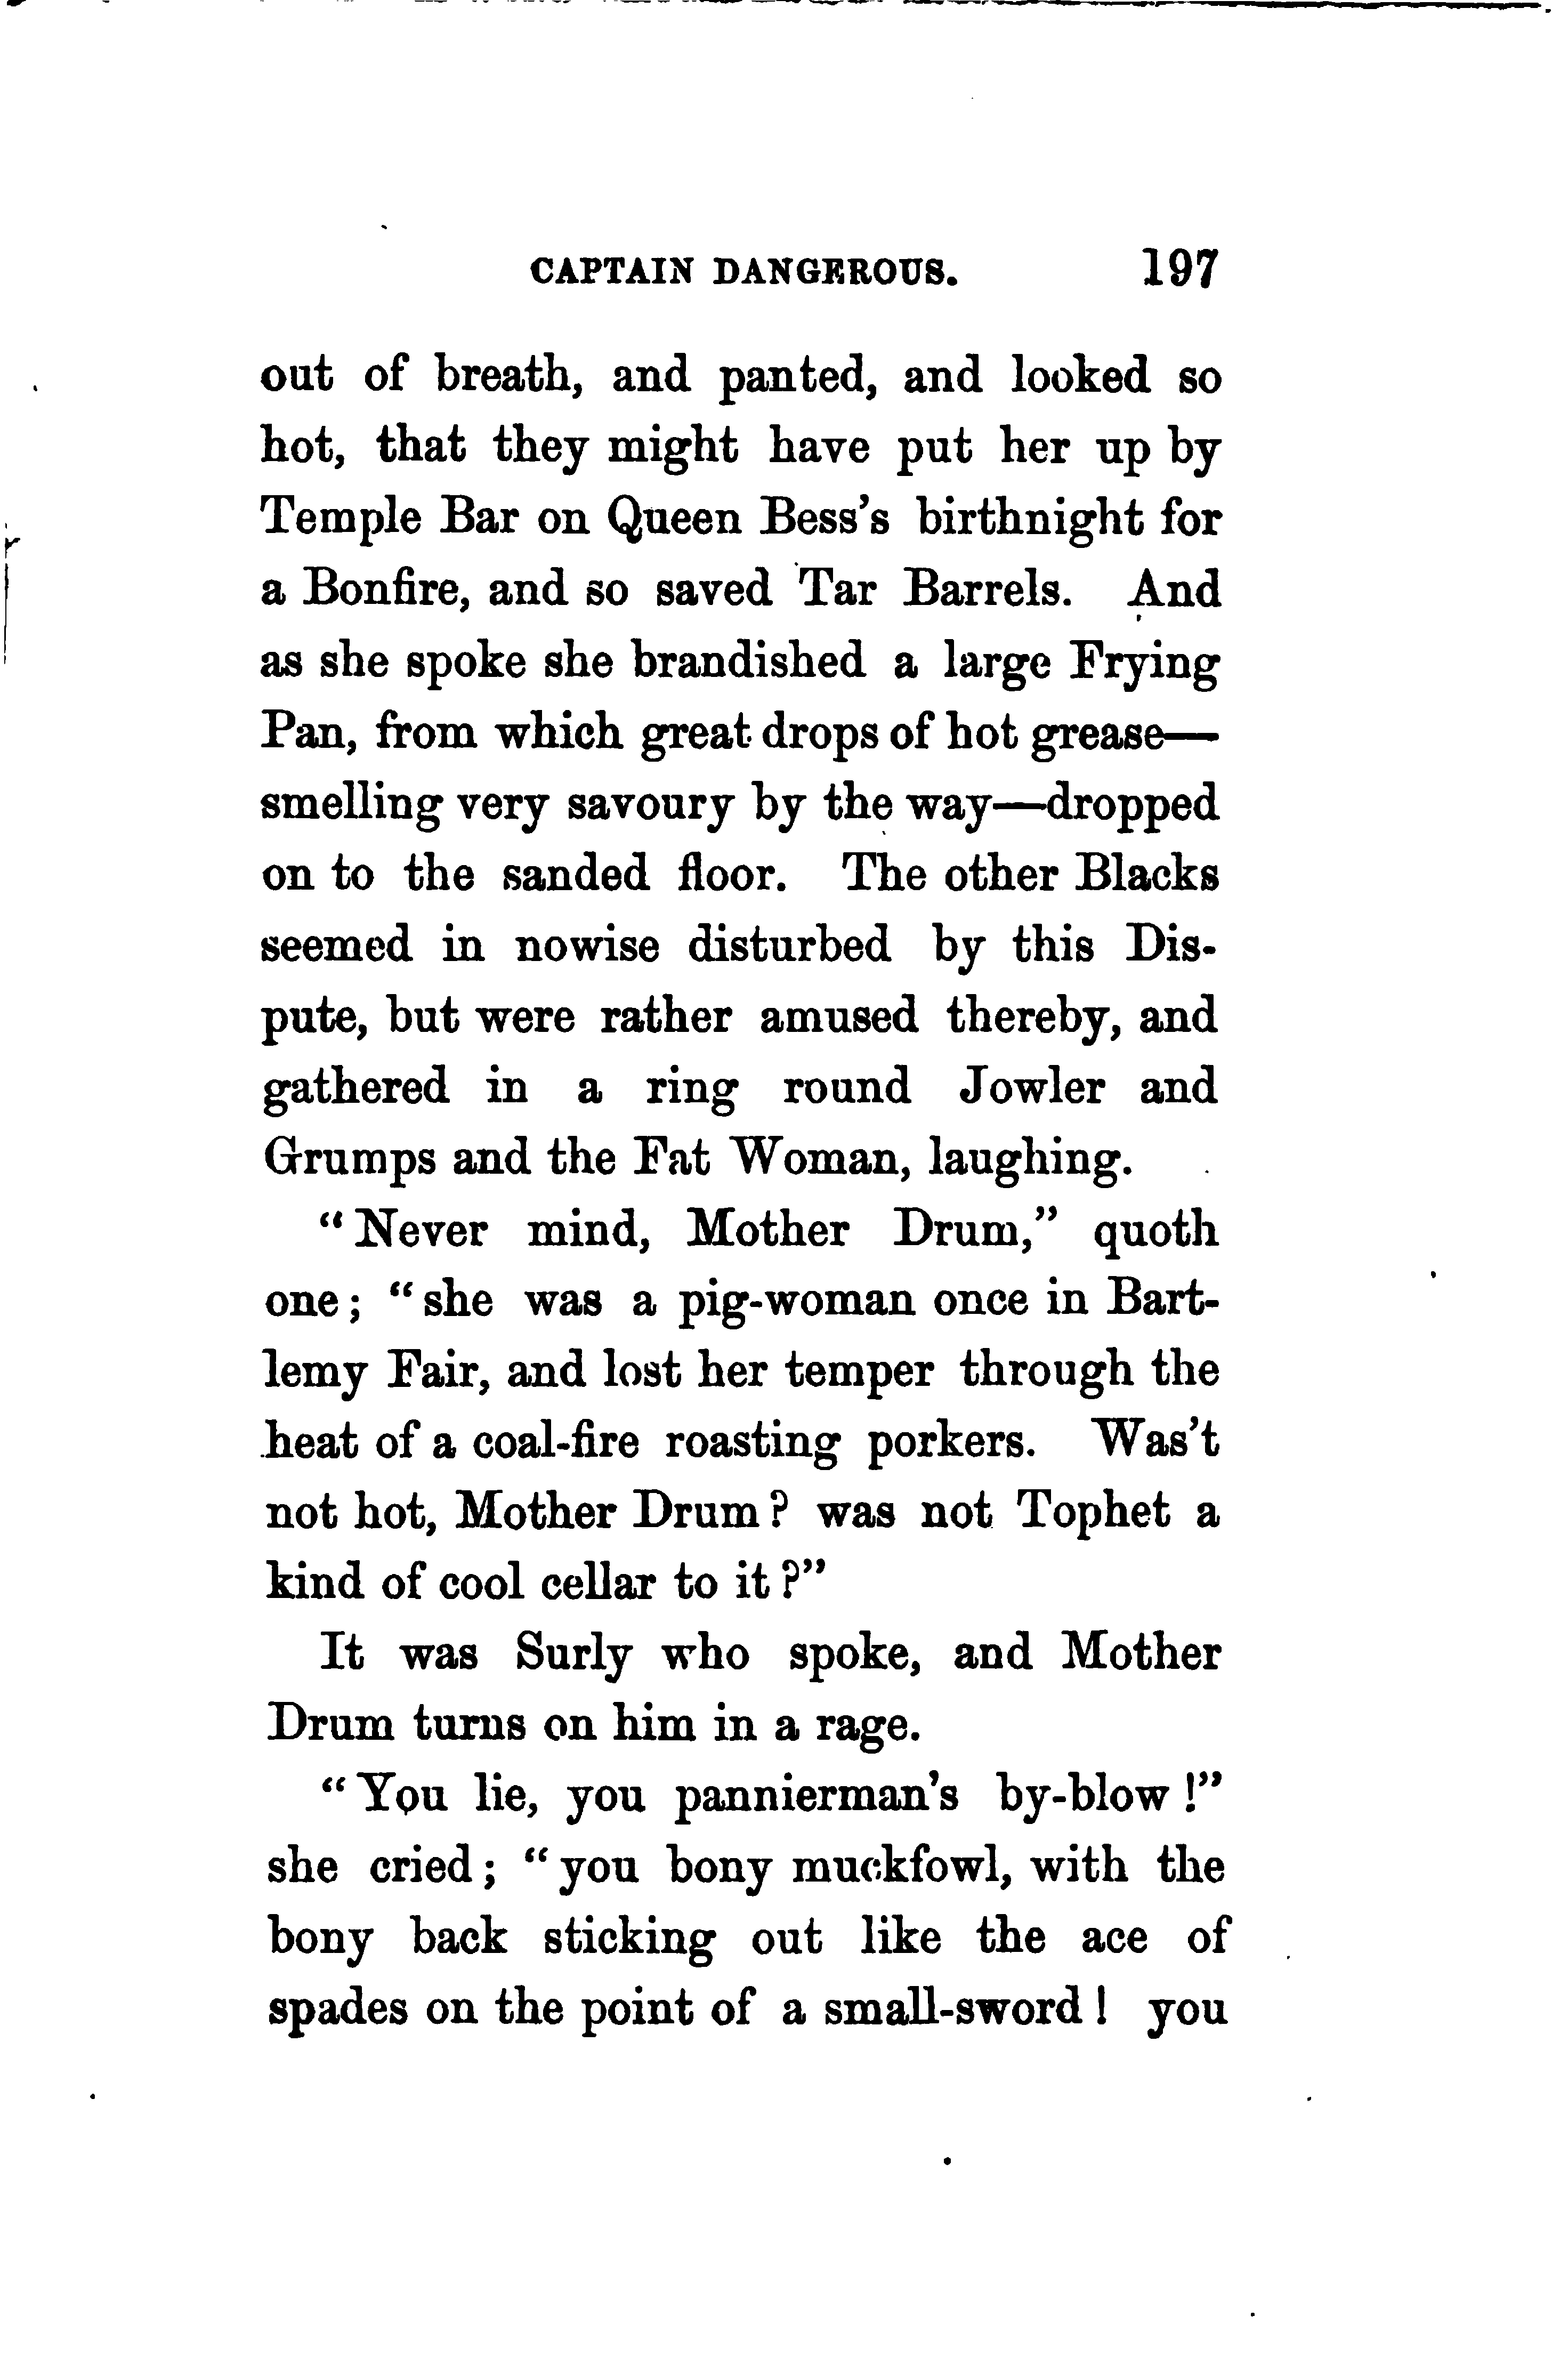 CAPTAIN DANGEROUS. 197
out of breath, and panted, and looked so
hot, that they might have put her up by
Temple Bar on Queen Bess's birthnight for
a Bonfire, and so saved Tar Barrels. And
as she spoke she brandished a large Frying
Pan, from which great drops of hot grease—
smelling very savoury by the way—dropped
on to the sanded floor. The other Blacks
seemed in nowise disturbed by this Dis-
pute, but were rather amused thereby, and
gathered in a ring round Jowler and
Grumps and the Fat Woman, laughing.
"Never mind, Mother Drum," quoth
one; "she was a pig-woman once in Bart-
lemy Fair, and lost her temper through the
heat of a coal-fire roasting porkers. Was't
not hot, Mother Drum? was not Tophet a
kind of cool cellar to it?"
It was Surly who spoke, and Mother
Drum turns on him in a rage.
"You lie, you pannierman's by-blow!"
she cried; "you bony muckfowl, with the
bony back sticking out like the ace of
spades on the point of a small-sword! you